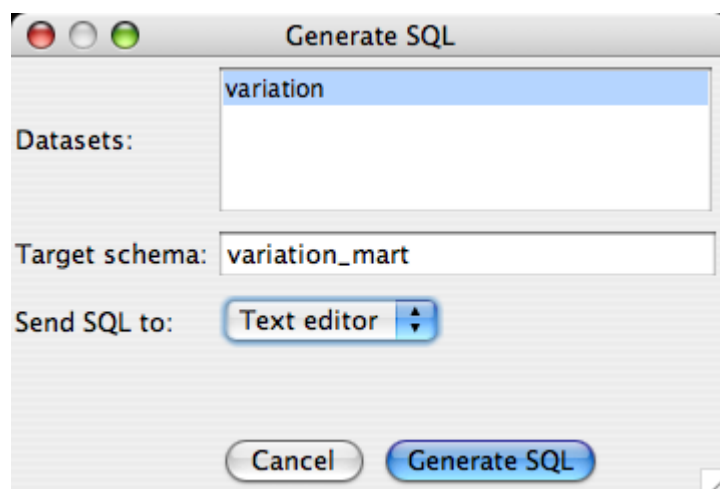 Generate SQL
variation
Datasets:
Target schema: variation_mart
Send SQL to: Text editor
Cancel Generate SQL